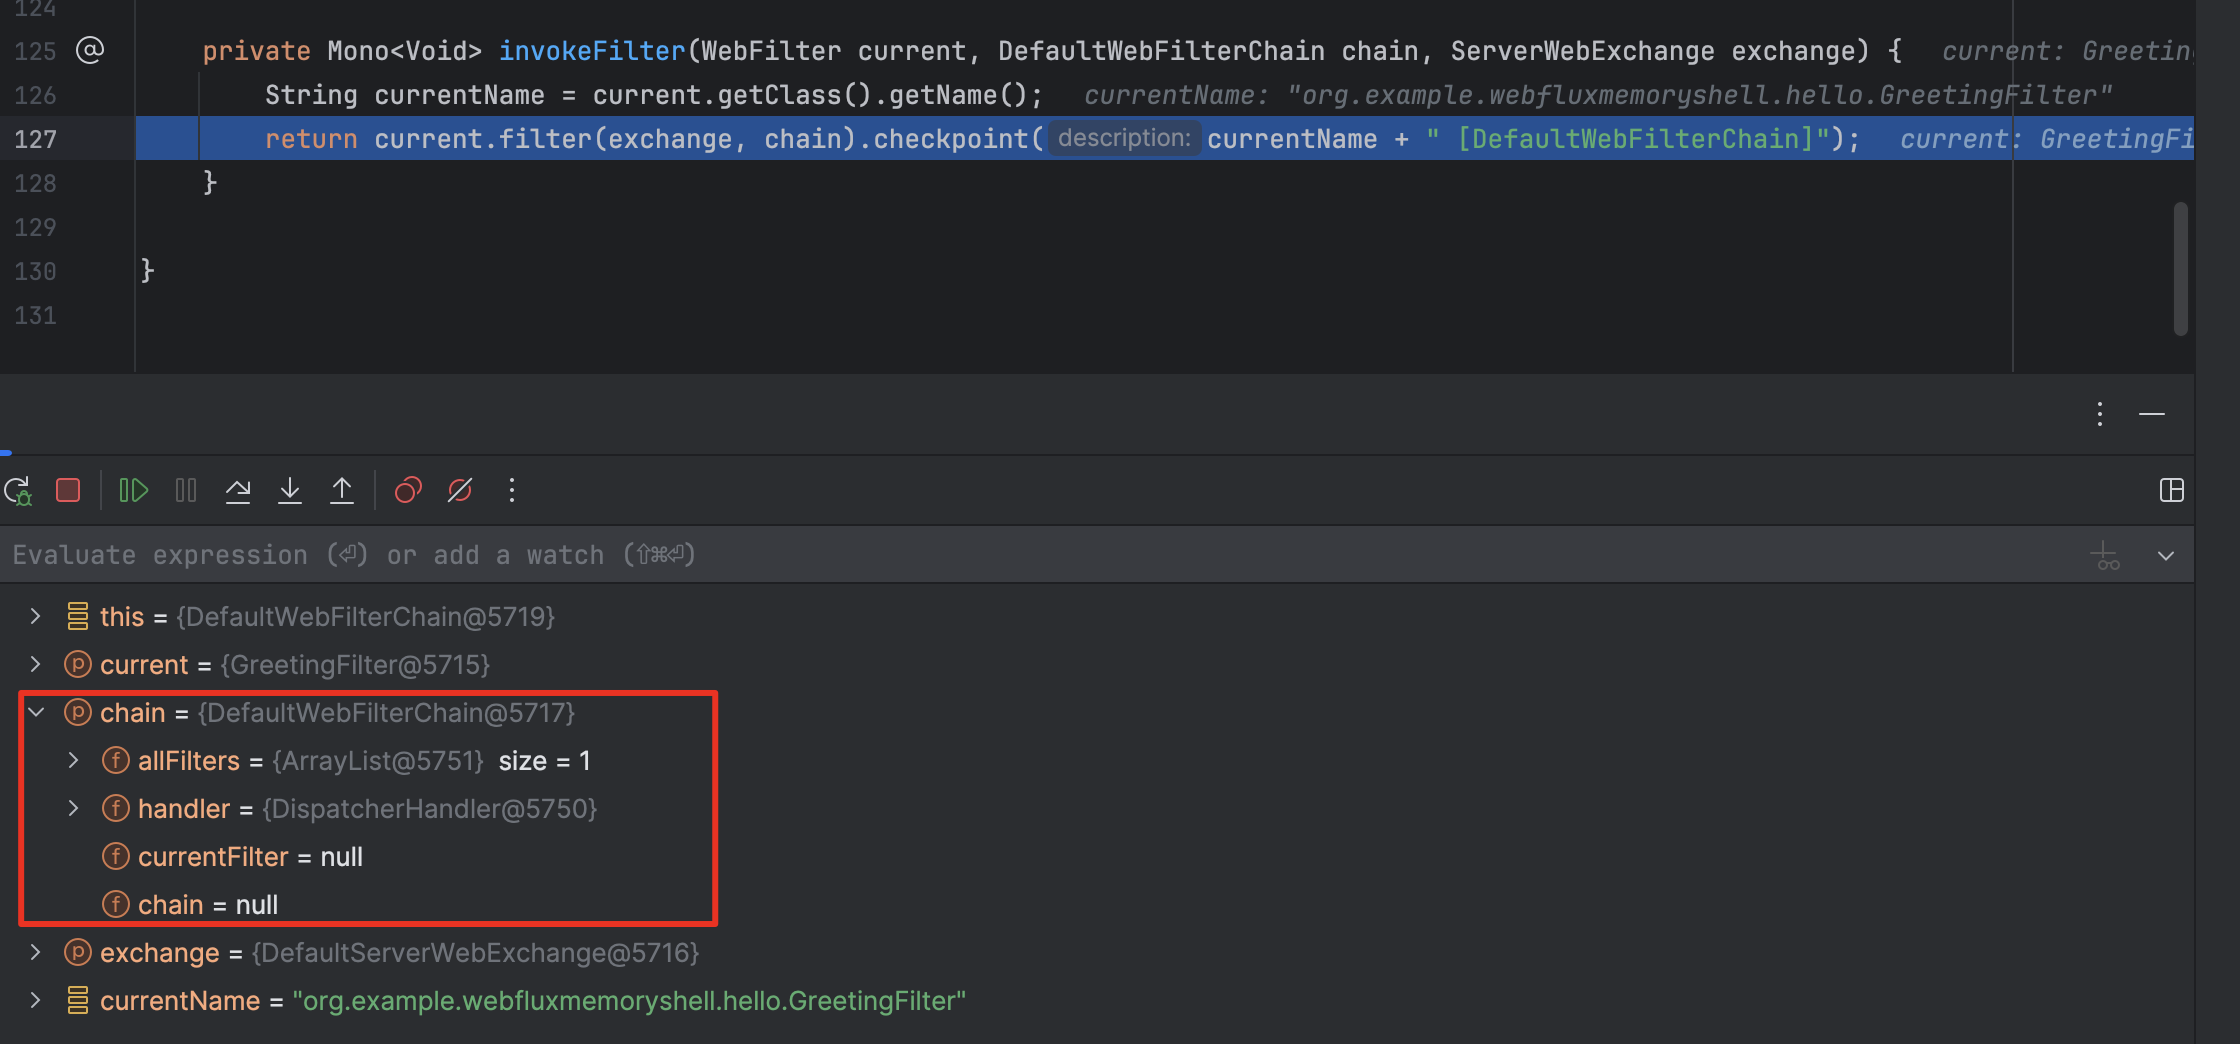 124
125 @ private Mono<Void> invokeFilter(WebFilter current, DefaultWebFilterChain chain, ServerWebExchange exchange) { current: Greeting
126 String currentName = current.getClass().getName(); currentName: "org.example.webfluxmemoryshell.hello.GreetingFilter"
127 return current.filter(exchange, chain).checkpoint( description: currentName + " [DefaultWebFilterChain]"); current: GreetingFi
128 }
129
130 }
131
Evaluate expression (⏎) or add a watch (⇧⌘⏎)
this = {DefaultWebFilterChain@5719}
p current = {GreetingFilter@5715}
p chain = {DefaultWebFilterChain@5717}
f allFilters = {ArrayList@5751} size = 1
f handler = {DispatcherHandler@5750}
f currentFilter = null
f chain = null
p exchange = {DefaultServerWebExchange@5716}
currentName = "org.example.webfluxmemoryshell.hello.GreetingFilter"